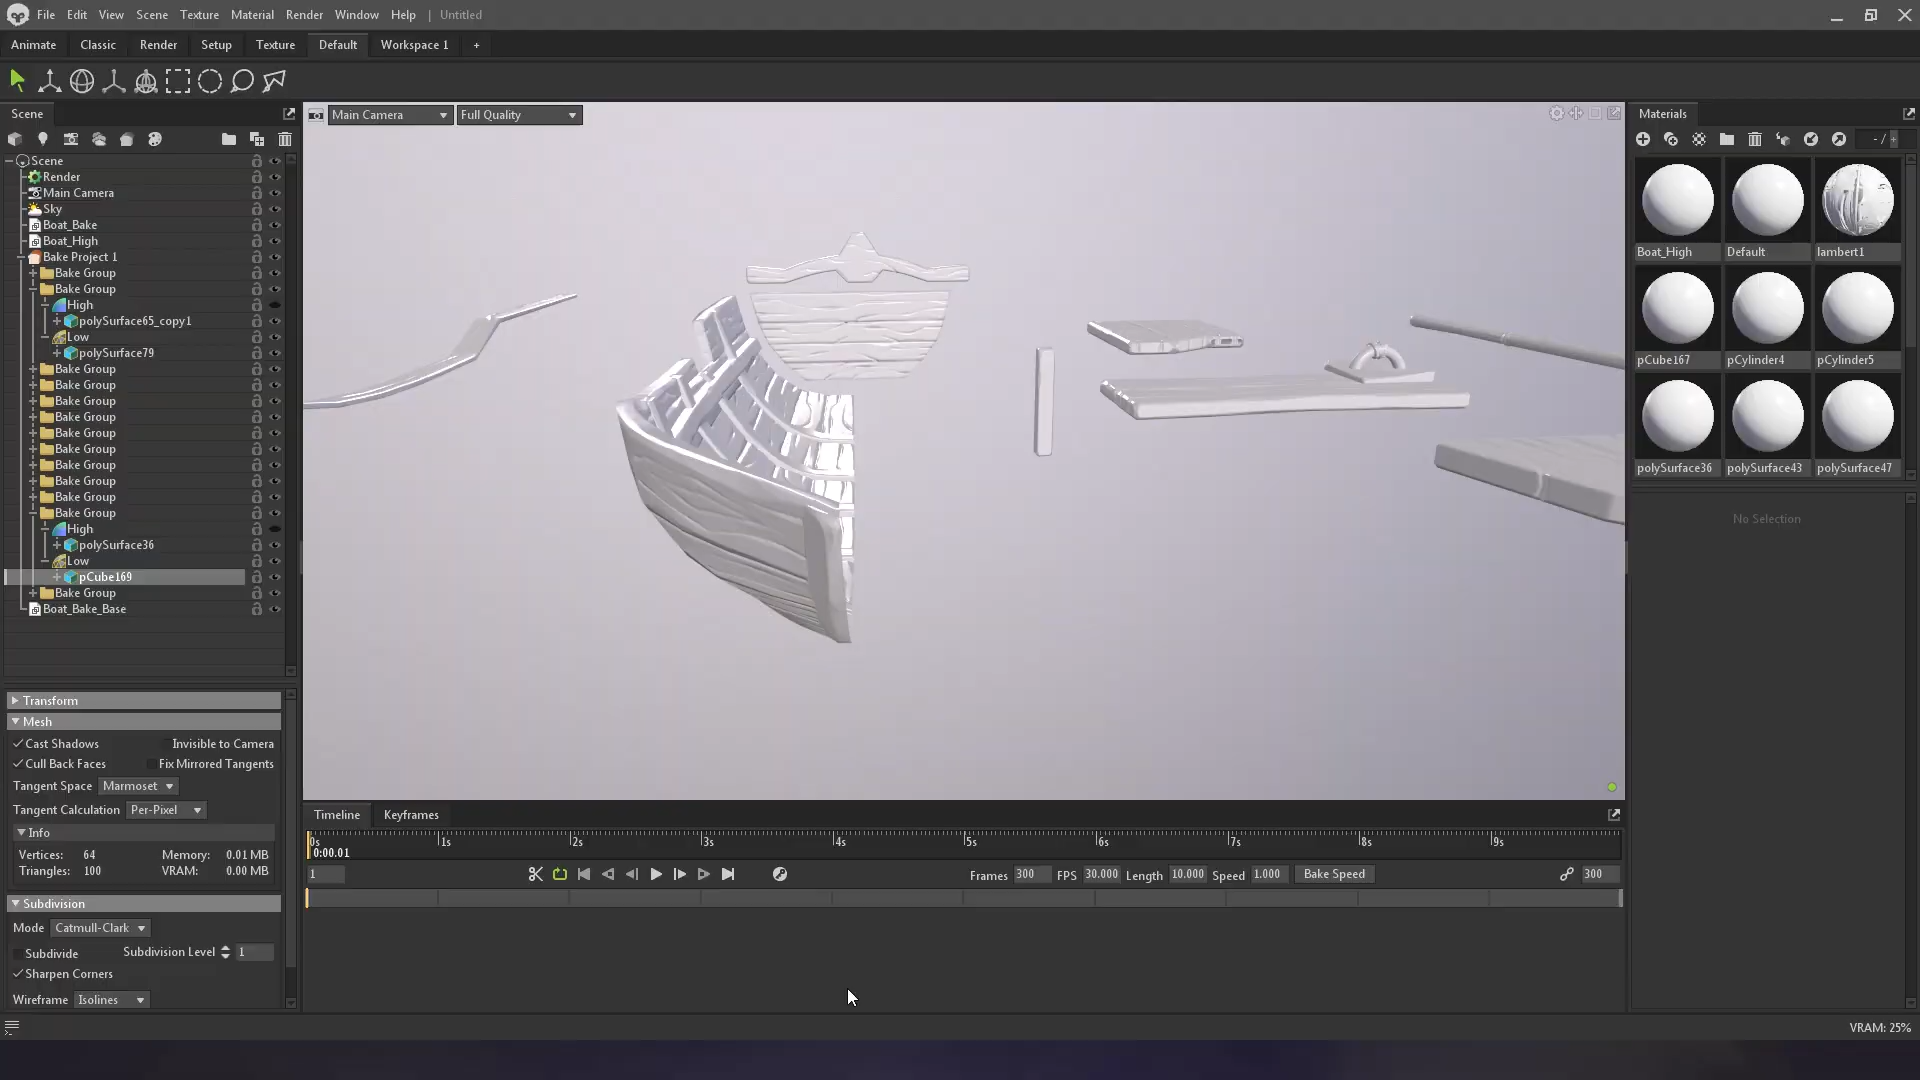 File Edit View Scene Texture Material Render Window Help | Untitled
Animate Classic Render Setup Texture Default Workspace 1 +
Scene
Main Camera Full Quality
Materials
- /
Scene
Render
Main Camera
Sky
Boat_Bake
Boat_High
Bake Project 1
Bake Group
Bake Group
High
polySurface65_copy1
Low
polySurface79
Bake Group
Bake Group
Bake Group
Bake Group
Bake Group
Bake Group
Bake Group
Bake Group
Bake Group
Bake Group
High
polySurface36
Low
pCube169
Bake Group
Boat_Bake_Base
Boat_High Default lambert1
pCube167 pCylinder4 pCylinder5
polySurface36 polySurface43 polySurface47
No Selection
Transform
Mesh
Cast Shadows Invisible to Camera
Cull Back Faces Fix Mirrored Tangents
Tangent Space Marmoset
Tangent Calculation Per-Pixel
Info
Vertices: 64 Memory: 0.01 MB
Triangles: 100 VRAM: 0.00 MB
Subdivision
Mode Catmull-Clark
Subdivide Subdivision Level 1
Sharpen Corners
Wireframe Isolines
Timeline Keyframes
0s 1s 2s 3s 4s 5s 6s 7s 8s 9s
0:00.01
1 Frames 300 FPS 30.000 Length 10.000 Speed 1.000 Bake Speed 300
VRAM: 25%